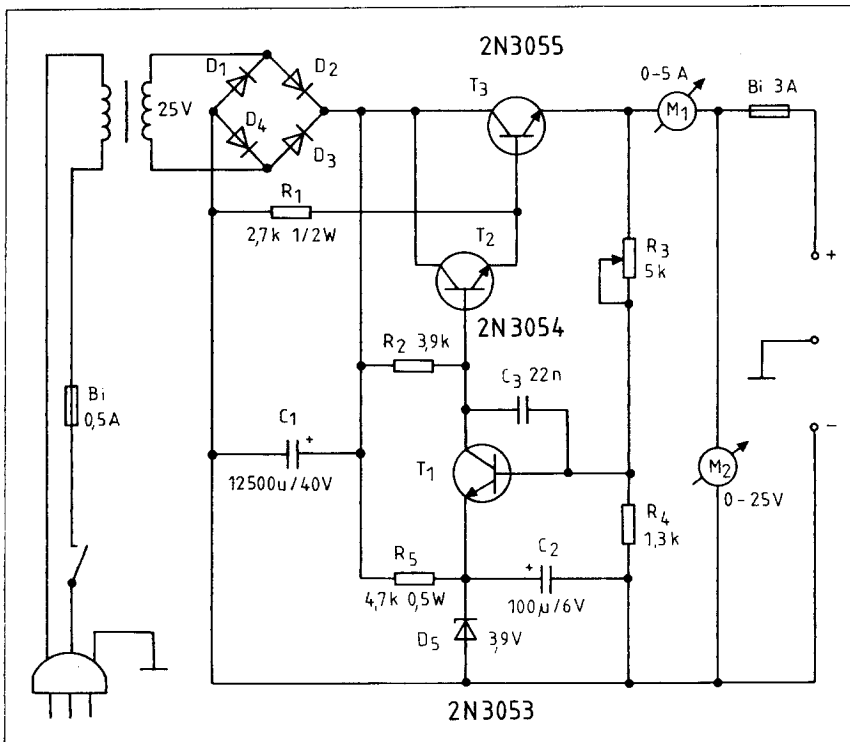 2N3055
D1
D2
T3
0-5 A
Bi 3A
M1
25V
D4
D3
R1
2,7k 1/2W
T2
R3
5k
+
2N3054
R2 3,9k
C3 22n
Bi
0,5A
C1
+
12500u/40V
T1
M2
0-25V
-
R4
1,3k
R5
4,7k 0,5W
+
C2
100µ/6V
D5
3,9V
2N3053